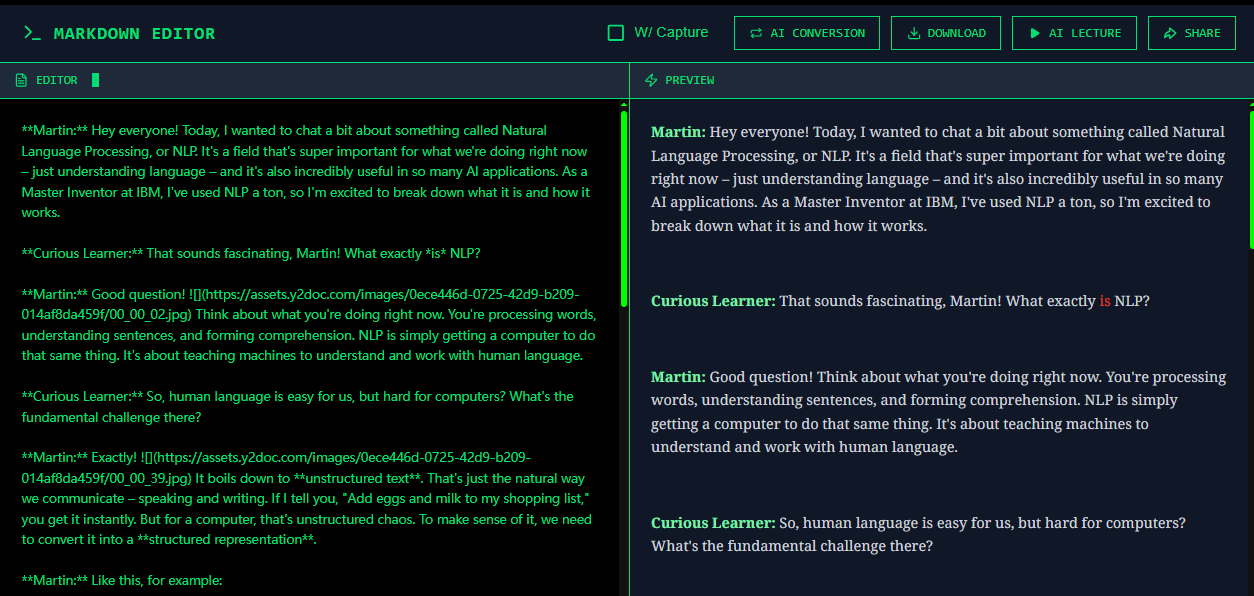 MARKDOWN EDITOR
W/ Capture
AI CONVERSION
DOWNLOAD
AI LECTURE
SHARE
EDITOR
**Martin:** Hey everyone! Today, I wanted to chat a bit about something called Natural
Language Processing, or NLP. It's a field that's super important for what we're doing right now
– just understanding language – and it's also incredibly useful in so many AI applications. As a
Master Inventor at IBM, I've used NLP a ton, so I'm excited to break down what it is and how it
works.
**Curious Learner:** That sounds fascinating, Martin! What exactly *is* NLP?
**Martin:** Good question! ![](https://assets.y2doc.com/images/0ece446d-0725-42d9-b209-
014af8da459f/00_00_02.jpg) Think about what you're doing right now. You're processing words,
understanding sentences, and forming comprehension. NLP is simply getting a computer to do
that same thing. It's about teaching machines to understand and work with human language.
**Curious Learner:** So, human language is easy for us, but hard for computers? What's the
fundamental challenge there?
**Martin:** Exactly! ![](https://assets.y2doc.com/images/0ece446d-0725-42d9-b209-
014af8da459f/00_00_39.jpg) It boils down to **unstructured text**. That's just the natural way
we communicate – speaking and writing. If I tell you, "Add eggs and milk to my shopping list,"
you get it instantly. But for a computer, that's unstructured chaos. To make sense of it, we need
to convert it into a **structured representation**.
**Martin:** Like this, for example:
PREVIEW
Martin: Hey everyone! Today, I wanted to chat a bit about something called Natural
Language Processing, or NLP. It's a field that's super important for what we're doing
right now – just understanding language – and it's also incredibly useful in so many
AI applications. As a Master Inventor at IBM, I've used NLP a ton, so I'm excited to
break down what it is and how it works.
Curious Learner: That sounds fascinating, Martin! What exactly is NLP?
Martin: Good question! Think about what you're doing right now. You're processing
words, understanding sentences, and forming comprehension. NLP is simply
getting a computer to do that same thing. It's about teaching machines to
understand and work with human language.
Curious Learner: So, human language is easy for us, but hard for computers?
What's the fundamental challenge there?